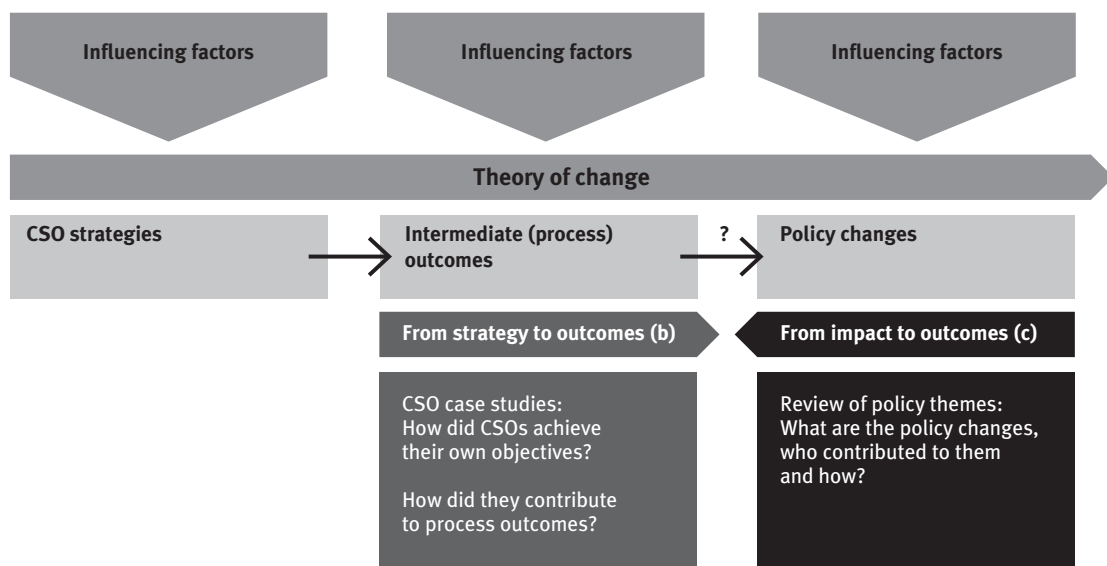 Influencing factors
Influencing factors
Influencing factors
Theory of change
CSO strategies
Intermediate (process)
outcomes
?
Policy changes
From strategy to outcomes (b)
From impact to outcomes (c)
CSO case studies:
How did CSOs achieve
their own objectives?
How did they contribute
to process outcomes?
Review of policy themes:
What are the policy changes,
who contributed to them
and how?